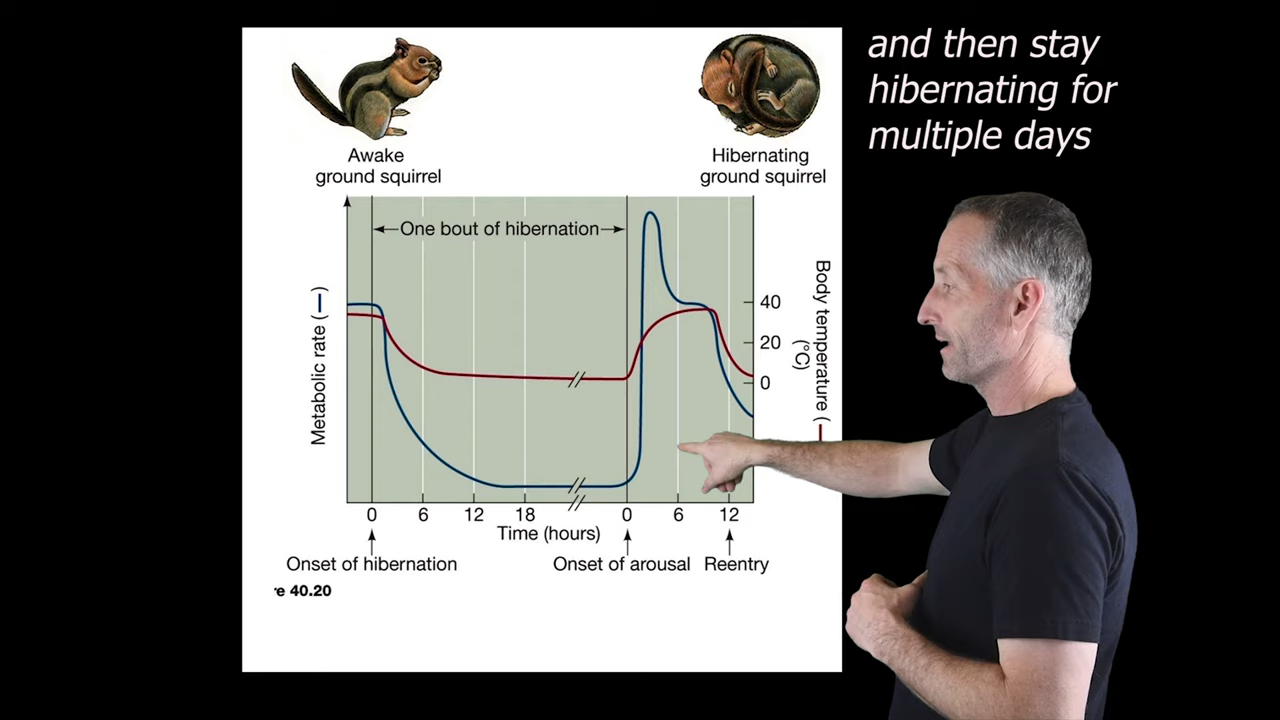 and then stay
hibernating for
multiple days
Awake
ground squirrel
Hibernating
ground squirrel
One bout of hibernation
Metabolic rate ( — )
Body temperature ( —
(°C)
40
20
0
0 6 12 18 0 6 12
Time (hours)
Onset of hibernation
Onset of arousal
Reentry
e 40.20